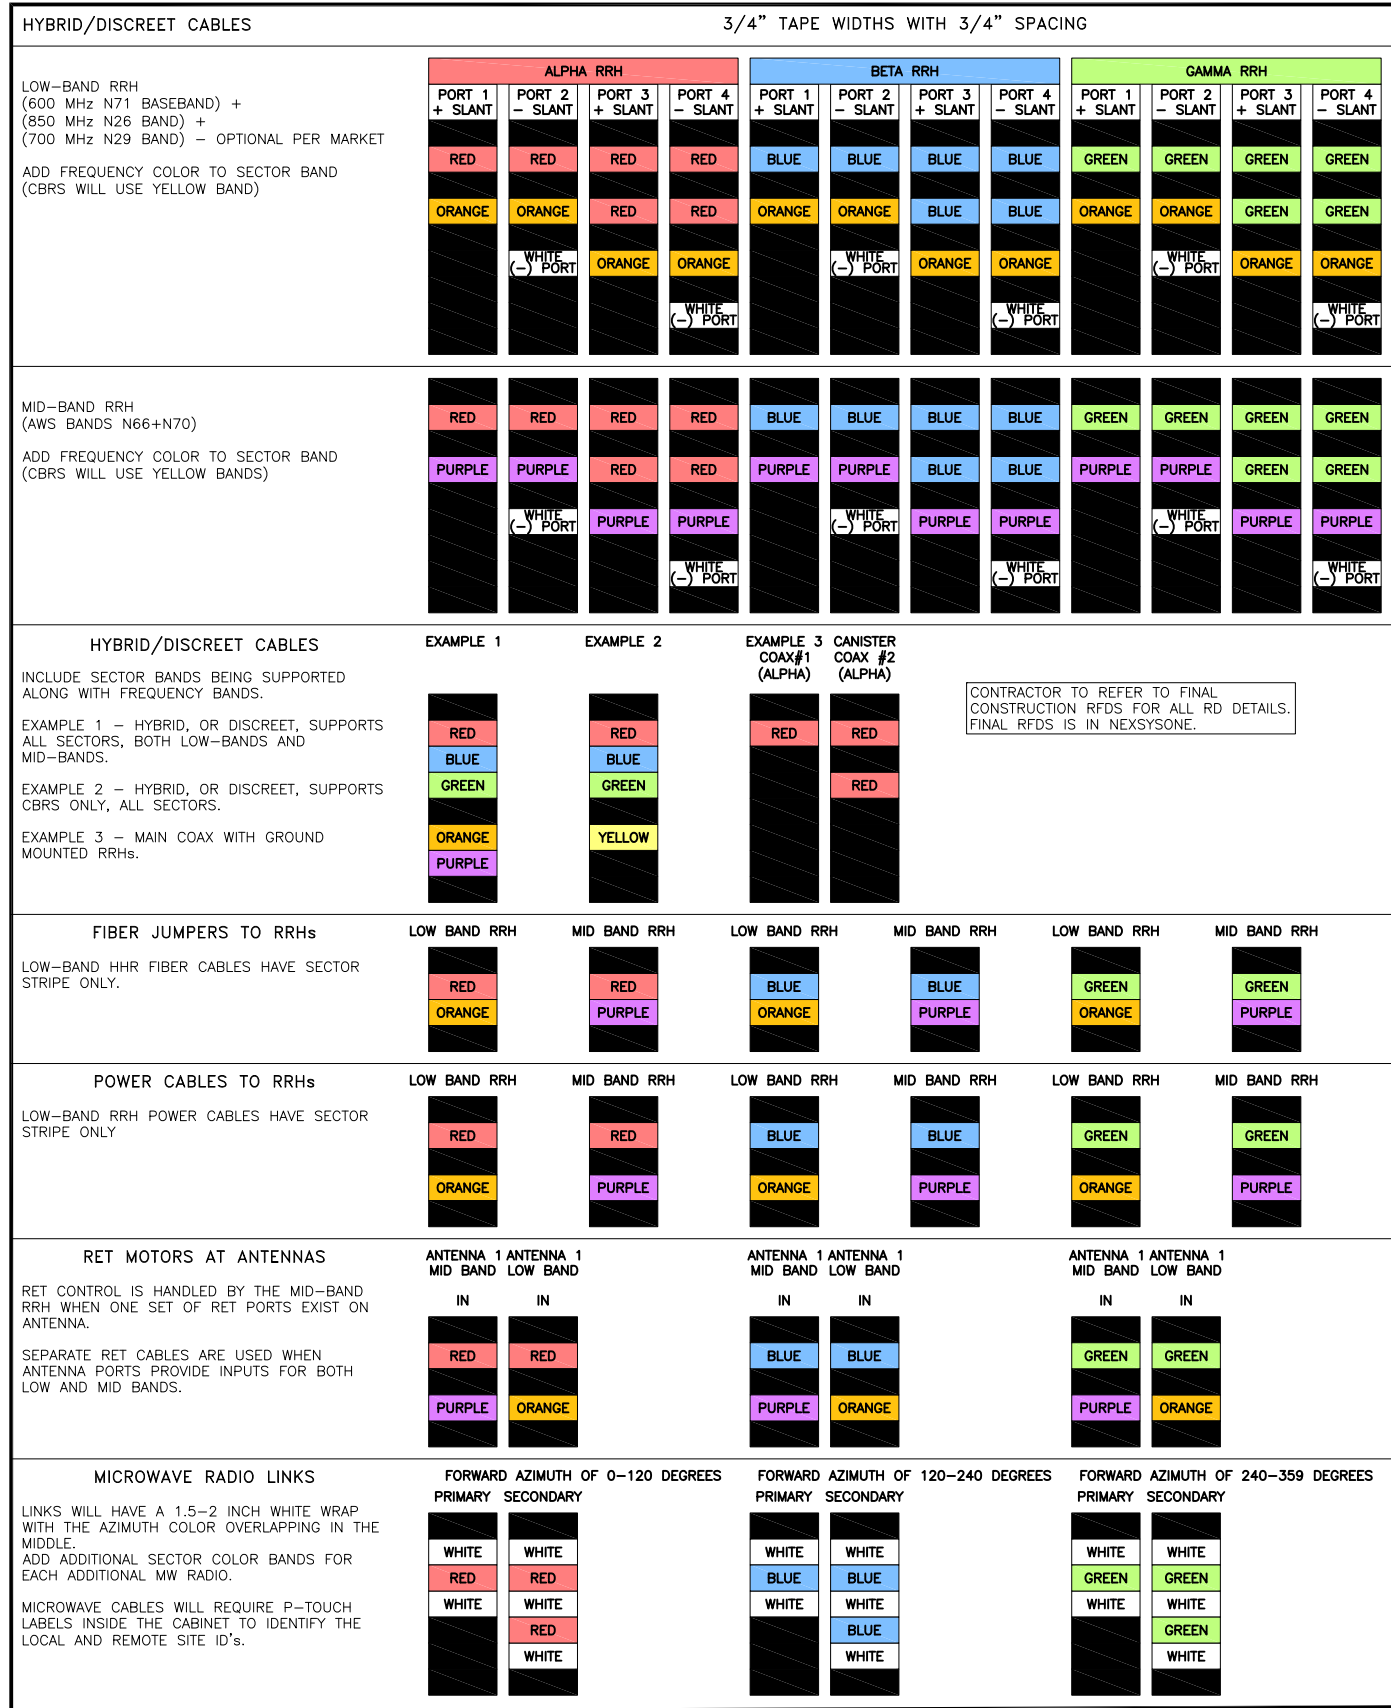 HYBRID/DISCREET CABLES
3/4" TAPE WIDTHS WITH 3/4" SPACING
LOW-BAND RRH
(600 MHz N71 BASEBAND) +
(850 MHz N26 BAND) +
(700 MHz N29 BAND) - OPTIONAL PER MARKET
ADD FREQUENCY COLOR TO SECTOR BAND
(CBRS WILL USE YELLOW BAND)
ALPHA RRH BETA RRH GAMMA RRH
PORT 1 PORT 2 PORT 3 PORT 4 PORT 1 PORT 2 PORT 3 PORT 4 PORT 1 PORT 2 PORT 3 PORT 4
+ SLANT - SLANT + SLANT - SLANT + SLANT - SLANT + SLANT - SLANT + SLANT - SLANT + SLANT - SLANT
RED RED RED RED BLUE BLUE BLUE BLUE GREEN GREEN GREEN GREEN
ORANGE ORANGE RED RED ORANGE ORANGE BLUE BLUE ORANGE ORANGE GREEN GREEN
WHITE (-) PORT ORANGE ORANGE WHITE (-) PORT ORANGE ORANGE WHITE (-) PORT ORANGE ORANGE
WHITE (-) PORT WHITE (-) PORT WHITE (-) PORT
MID-BAND RRH
(AWS BANDS N66+N70)
ADD FREQUENCY COLOR TO SECTOR BAND
(CBRS WILL USE YELLOW BANDS)
RED RED RED RED BLUE BLUE BLUE BLUE GREEN GREEN GREEN GREEN
PURPLE PURPLE RED RED PURPLE PURPLE BLUE BLUE PURPLE PURPLE GREEN GREEN
WHITE (-) PORT PURPLE PURPLE WHITE (-) PORT PURPLE PURPLE WHITE (-) PORT PURPLE PURPLE
WHITE (-) PORT WHITE (-) PORT WHITE (-) PORT
HYBRID/DISCREET CABLES
INCLUDE SECTOR BANDS BEING SUPPORTED
ALONG WITH FREQUENCY BANDS.
EXAMPLE 1 - HYBRID, OR DISCREET, SUPPORTS
ALL SECTORS, BOTH LOW-BANDS AND
MID-BANDS.
EXAMPLE 2 - HYBRID, OR DISCREET, SUPPORTS
CBRS ONLY, ALL SECTORS.
EXAMPLE 3 - MAIN COAX WITH GROUND
MOUNTED RRHs.
EXAMPLE 1
RED
BLUE
GREEN
ORANGE
PURPLE
EXAMPLE 2
RED
BLUE
GREEN
YELLOW
EXAMPLE 3
COAX#1
(ALPHA)
RED
CANISTER
COAX #2
(ALPHA)
RED
RED
CONTRACTOR TO REFER TO FINAL
CONSTRUCTION RFDS FOR ALL RD DETAILS.
FINAL RFDS IS IN NEXSYSONE.
FIBER JUMPERS TO RRHs
LOW-BAND HHR FIBER CABLES HAVE SECTOR
STRIPE ONLY.
LOW BAND RRH MID BAND RRH LOW BAND RRH MID BAND RRH LOW BAND RRH MID BAND RRH
RED RED BLUE BLUE GREEN GREEN
ORANGE PURPLE ORANGE PURPLE ORANGE PURPLE
POWER CABLES TO RRHs
LOW-BAND RRH POWER CABLES HAVE SECTOR
STRIPE ONLY
LOW BAND RRH MID BAND RRH LOW BAND RRH MID BAND RRH LOW BAND RRH MID BAND RRH
RED RED BLUE BLUE GREEN GREEN
ORANGE PURPLE ORANGE PURPLE ORANGE PURPLE
RET MOTORS AT ANTENNAS
RET CONTROL IS HANDLED BY THE MID-BAND
RRH WHEN ONE SET OF RET PORTS EXIST ON
ANTENNA.
SEPARATE RET CABLES ARE USED WHEN
ANTENNA PORTS PROVIDE INPUTS FOR BOTH
LOW AND MID BANDS.
ANTENNA 1 ANTENNA 1 ANTENNA 1 ANTENNA 1 ANTENNA 1 ANTENNA 1
MID BAND LOW BAND MID BAND LOW BAND MID BAND LOW BAND
IN IN IN IN IN IN
RED RED BLUE BLUE GREEN GREEN
PURPLE ORANGE PURPLE ORANGE PURPLE ORANGE
MICROWAVE RADIO LINKS
LINKS WILL HAVE A 1.5-2 INCH WHITE WRAP
WITH THE AZIMUTH COLOR OVERLAPPING IN THE
MIDDLE.
ADD ADDITIONAL SECTOR COLOR BANDS FOR
EACH ADDITIONAL MW RADIO.
MICROWAVE CABLES WILL REQUIRE P-TOUCH
LABELS INSIDE THE CABINET TO IDENTIFY THE
LOCAL AND REMOTE SITE ID's.
FORWARD AZIMUTH OF 0-120 DEGREES FORWARD AZIMUTH OF 120-240 DEGREES FORWARD AZIMUTH OF 240-359 DEGREES
PRIMARY SECONDARY PRIMARY SECONDARY PRIMARY SECONDARY
WHITE WHITE WHITE WHITE WHITE WHITE
RED RED BLUE BLUE GREEN GREEN
WHITE WHITE WHITE WHITE WHITE WHITE
RED BLUE GREEN
WHITE WHITE WHITE